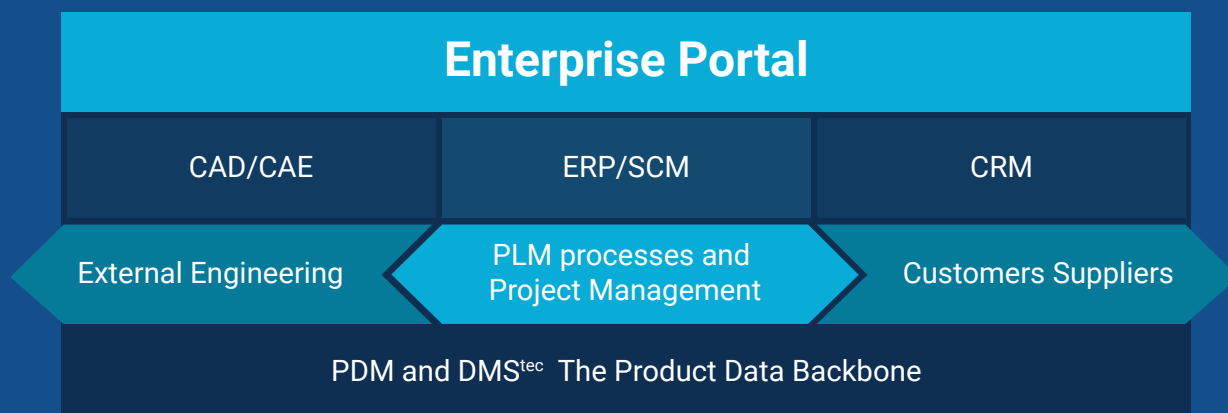 Enterprise Portal
CAD/CAE
ERP/SCM
CRM
External Engineering
PLM processes and
Project Management
Customers Suppliers
PDM and DMStec The Product Data Backbone